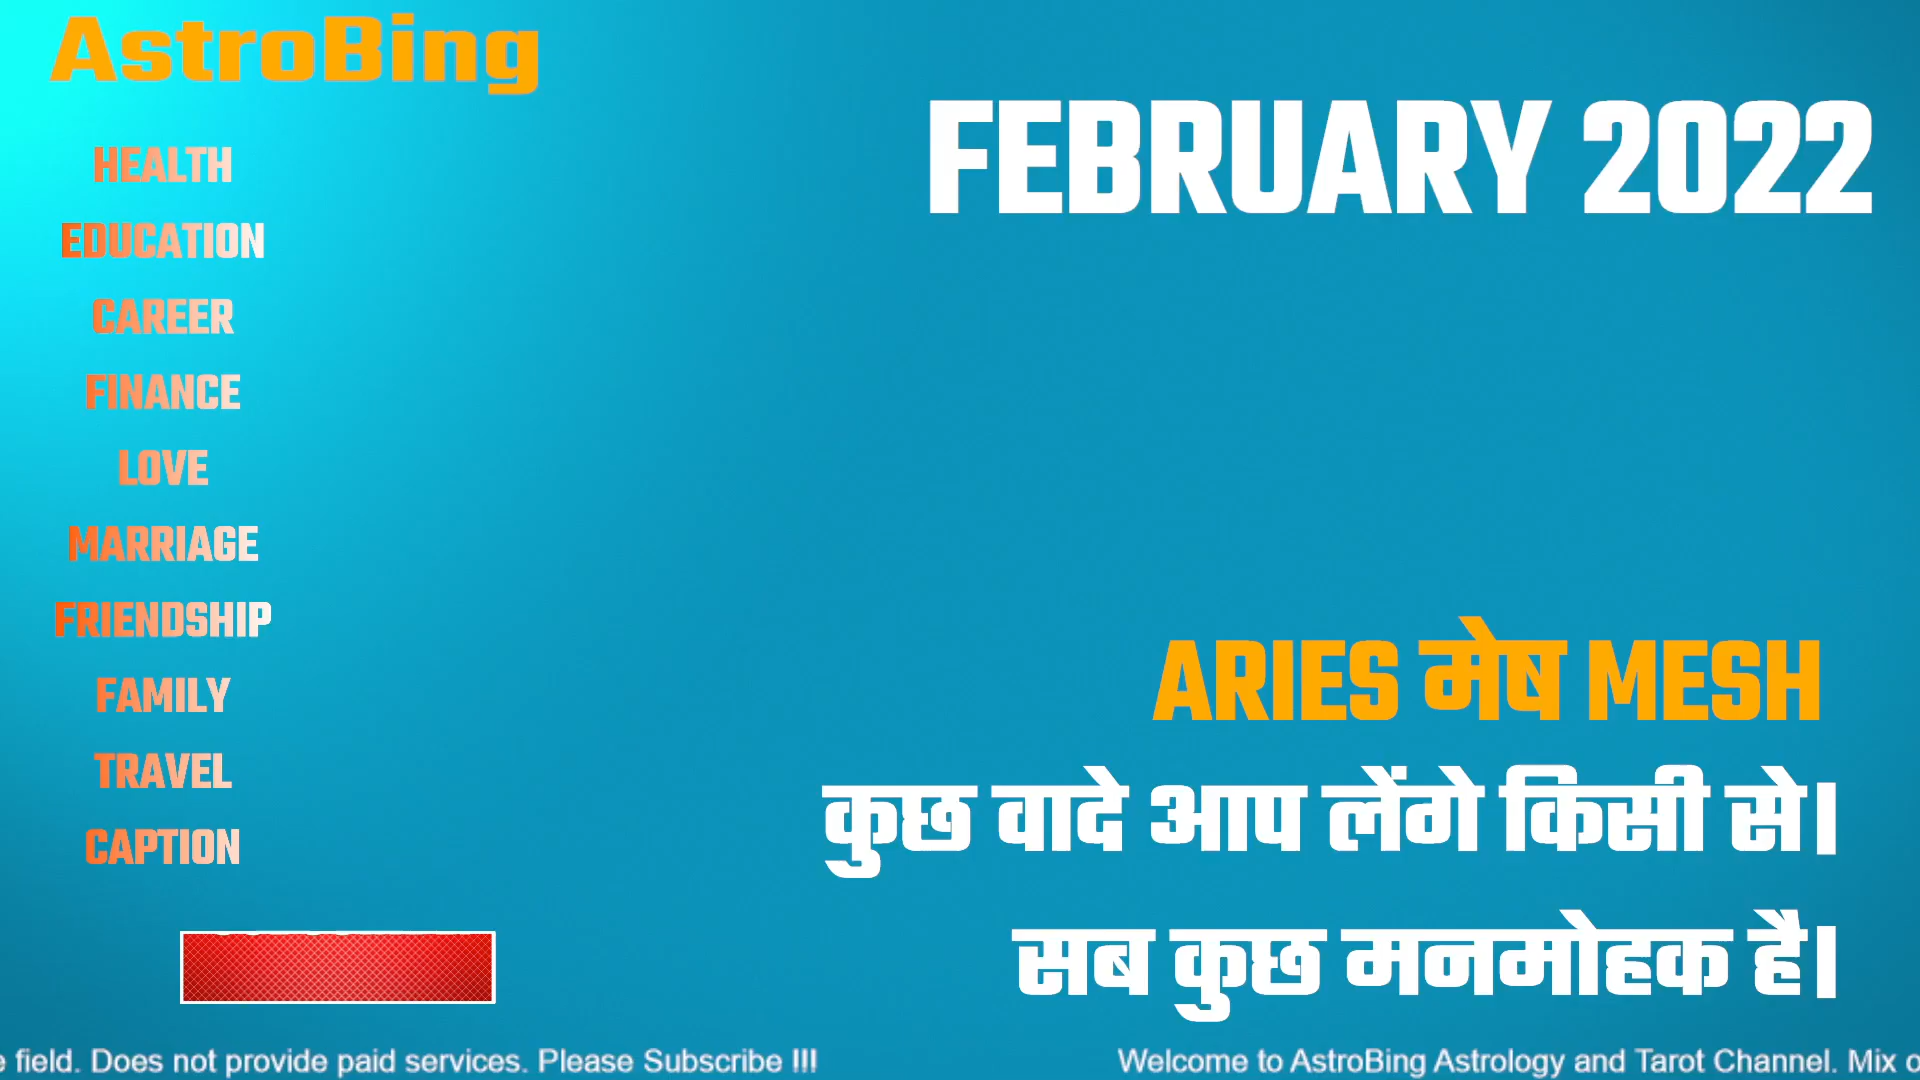 AstroBing
FEBRUARY 2022
HEALTH
EDUCATION
CAREER
FINANCE
LOVE
MARRIAGE
FRIENDSHIP
FAMILY
TRAVEL
CAPTION
ARIES मेष MESH
कुछ वादे आप लेंगे किसी से।
सब कुछ मनमोहक है।
field. Does not provide paid services. Please Subscribe !!! Welcome to AstroBing Astrology and Tarot Channel. Mix